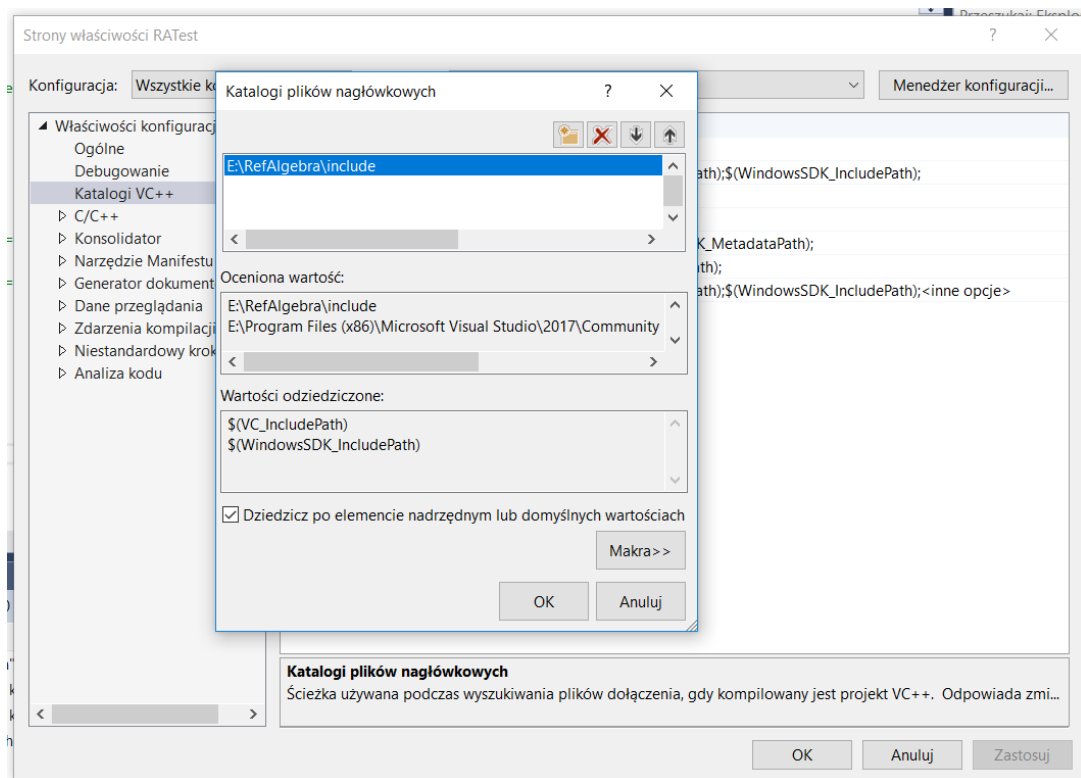 Przeszukaj: Eksplo
Strony właściwości RATest
Konfiguracja:
Wszystkie ko
Menedżer konfiguracji...
Katalogi plików nagłówkowych
Właściwości konfiguracj
Ogólne
Debugowanie
Katalogi VC++
C/C++
Konsolidator
Narzędzie Manifestu
Generator dokument
Dane przeglądania
Zdarzenia kompilacji
Niestandardowy krok
Analiza kodu
E:\RefAlgebra\include
Oceniona wartość:
E:\RefAlgebra\include
E:\Program Files (x86)\Microsoft Visual Studio\2017\Community
Wartości odziedziczone:
$(VC_IncludePath)
$(WindowsSDK_IncludePath)
Dziedzicz po elemencie nadrzędnym lub domyślnych wartościach
Makra>>
OK
Anuluj
ath);$(WindowsSDK_IncludePath);
K_MetadataPath);
ath);
ath);$(WindowsSDK_IncludePath);<inne opcje>
Katalogi plików nagłówkowych
Ścieżka używana podczas wyszukiwania plików dołączenia, gdy kompilowany jest projekt VC++. Odpowiada zmi...
OK
Anuluj
Zastosuj